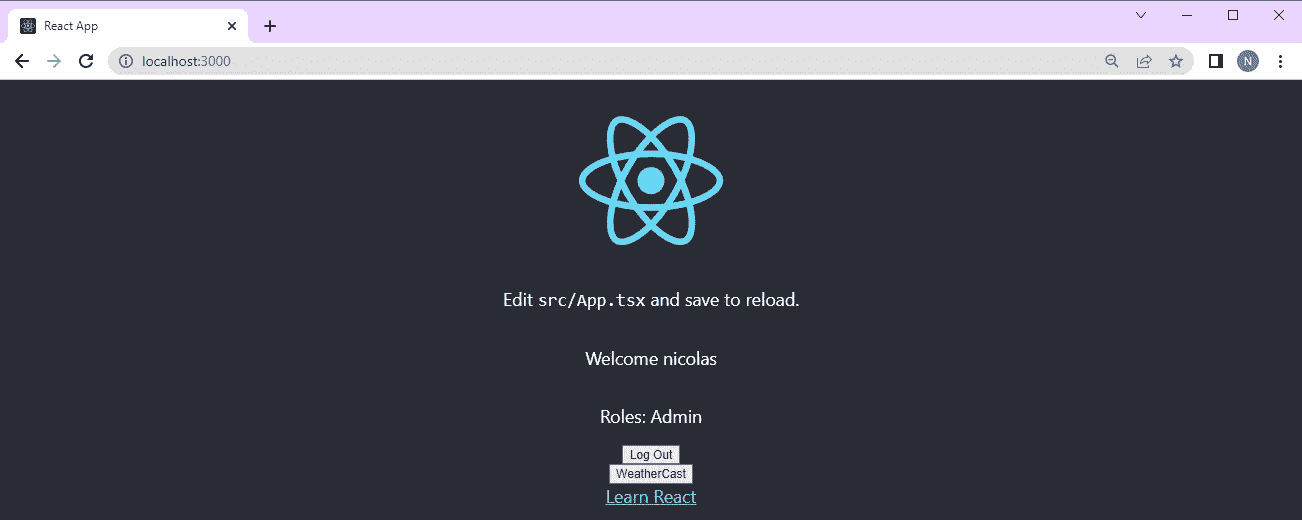 React App
localhost:3000
N
Edit src/App.tsx and save to reload.
Welcome nicolas
Roles: Admin
Log Out
WeatherCast
Learn React